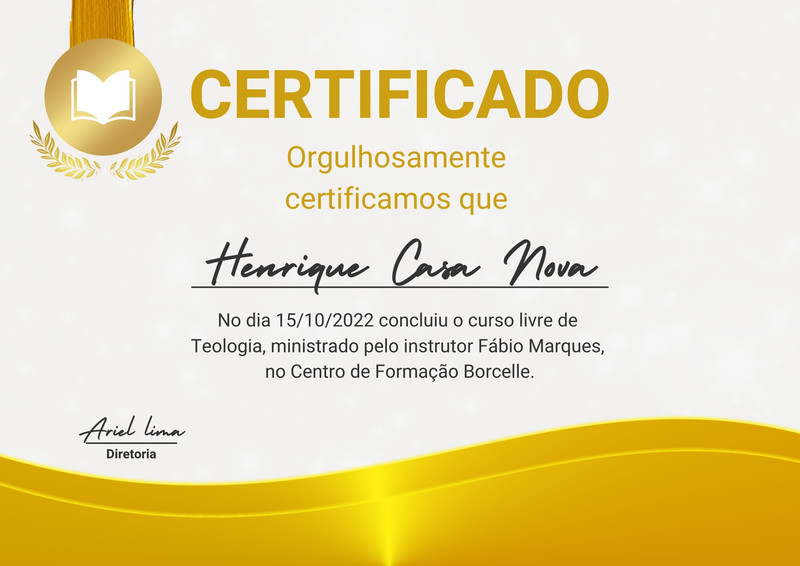 CERTIFICADO
Orgulhosamente
certificamos que
Henrique Casa Nova
No dia 15/10/2022 concluiu o curso livre de
Teologia, ministrado pelo instrutor Fábio Marques,
no Centro de Formação Borcelle.
Ariel lima
Diretoria